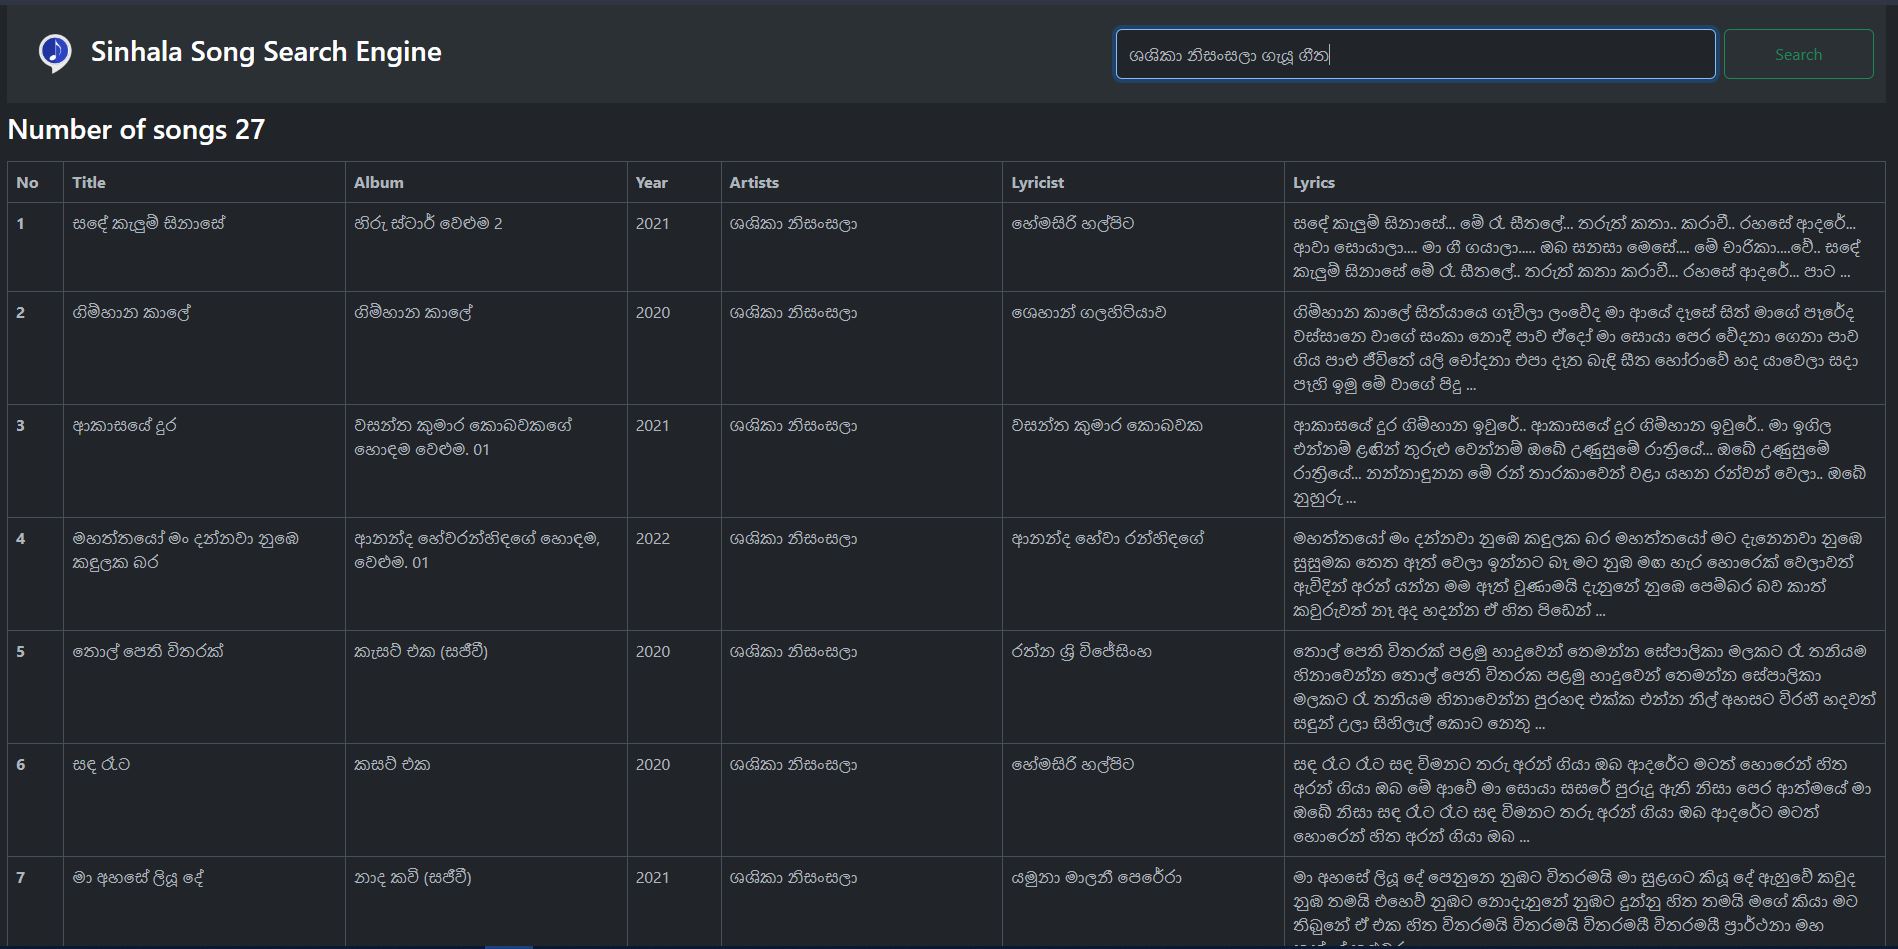 Sinhala Song Search Engine
ශශිකා නිසංසලා ගැයූ ගීත
Search
Number of songs 27
No Title Album Year Artists Lyricist Lyrics
1 සඳේ කැලුම් සිනාසේ හිරු ස්ටාර් වෙළුම 2 2021 ශශිකා නිසංසලා හේමසිරි හල්පිට සඳේ කැලුම් සිනාසේ... මේ රෑ සීතලේ... තරුත් කතා.. කරාවී.. රහසේ ආදරේ...
ආවා සොයාලා.... මා ගී ගයාලා..... ඔබ සනසා මෙසේ.... මේ චාරිකා....වේ.. සඳේ
කැලුම් සිනාසේ මේ රෑ සීතලේ.. තරුත් කතා කරාවී... රහසේ ආදරේ... පාට ...
2 ගිම්හාන කාලේ ගිම්හාන කාලේ 2020 ශශිකා නිසංසලා ශෙහාන් ගලහිටියාව ගිම්හාන කාලේ සිත්යායෙ ගෑවිලා ලංවේද මා ආයේ දෑසේ සිත් මාගේ පෑරේද
වස්සානෙ වාගේ සංකා නොදී පාව ඒදෝ මා සොයා පෙර වේදනා ගෙනා පාව
ගිය පාළු ජීවිතේ යලි චෝදනා එපා දෑත බැඳි සීත හෝරාවේ හද යාවෙලා සදා
පෑහි ඉමු මේ වාගේ පිදු ...
3 ආකාසයේ දුර වසන්ත කුමාර කොබවකගේ 2021 ශශිකා නිසංසලා වසන්ත කුමාර කොබවක ආකාසයේ දුර ගිම්හාන ඉවුරේ.. ආකාසයේ දුර ගිම්හාන ඉවුරේ.. මා ඉගිල
හොඳම වෙළුම. 01 එන්නම් ළඟින් තුරුළු වෙන්නම් ඔබේ උණුසුමේ රාත්‍රියේ... ඔබේ උණුසුමේ
රාත්‍රියේ... නන්නාඳුනන මේ රන් තාරකාවෙන් වළා යහන රන්වන් වෙලා.. ඔබේ
නුහුරු ...
4 මහත්තයෝ මං දන්නවා නුඹෙ ආනන්ද හේවරන්හිඳගේ හොඳම, 2022 ශශිකා නිසංසලා ආනන්ද හේවා රන්හිඳගේ මහත්තයෝ මං දන්නවා නුඹෙ කඳුලක බර මහත්තයෝ මට දැනෙනවා නුඹෙ
කඳුලක බර වෙළුම. 01 සුසුමක තෙත ඈත් වෙලා ඉන්නට බෑ මට නුඹ මඟ හැර හොරෙක් වෙලාවත්
ඇවිදින් අරන් යන්න මම ඈත් වුණාමයි දැනුනේ නුඹෙ පෙම්බර බව කාත්
කවුරුවත් නෑ අද හදන්න ඒ හිත පිඩෙන් ...
5 තොල් පෙති විතරක් කැසට් එක (සජීවී) 2020 ශශිකා නිසංසලා රත්න ශ්‍රි විජේසිංහ තොල් පෙති විතරක් පළමු හාදුවෙන් තෙමන්න සේපාලිකා මලකට රෑ තනියම
හිනාවෙන්න තොල් පෙති විතරක පළමු හාදුවෙන් තෙමන්න සේපාලිකා
මලකට රෑ තනියම හිනාවෙන්න පුරහඳ එක්ක එන්න නිල් අහසට විරහී හදවත්
සඳුන් උලා සිහිලැල් කොට නෙතු ...
6 සඳ රෑට කසට් එක 2020 ශශිකා නිසංසලා හේමසිරි හල්පිට සඳ රෑට රෑට සඳ විමනට තරු අරන් ගියා ඔබ ආදරේට මටත් හොරෙන් හිත
අරන් ගියා ඔබ මේ ආවේ මා සොයා සසරේ පුරුදු ඇති නිසා පෙර ආත්මයේ මා
ඔබේ නිසා සඳ රෑට රෑට සඳ විමනට තරු අරන් ගියා ඔබ ආදරේට මටත්
හොරෙන් හිත අරන් ගියා ඔබ ...
7 මා අහසේ ලියූ දේ නාද කවි (සජීවී) 2021 ශශිකා නිසංසලා යමුනා මාලනී පෙරේරා මා අහසේ ලියූ දේ පෙනුනෙ නුඹට විතරමයි මා සුළගට කියූ දේ ඇහුවේ කවුද
නුඹ තමයි එහෙව් නුඹට නොදැනුනේ නුඹට දුන්නු හිත තමයි මගේ කියා මට
තිබුනේ ඒ එක හිත විතරමයි විතරමයි විතරමයී විතරමයී ප්‍රාර්ථනා මහ